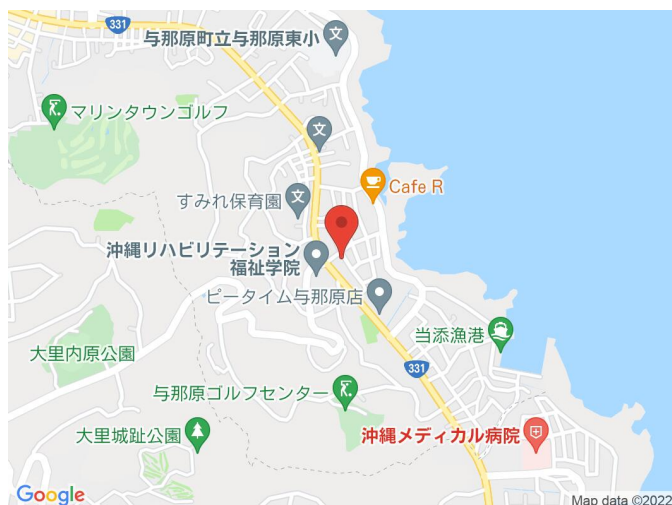 331
与那原町立与那原東小
マリンタウンゴルフ
Cafe R
すみれ保育園
沖縄リハビリテーション
福祉学院
ピータイム与那原店
当添漁港
大里内原公園
331
与那原ゴルフセンター
大里城趾公園
沖縄メディカル病院
Google
Map data ©2022